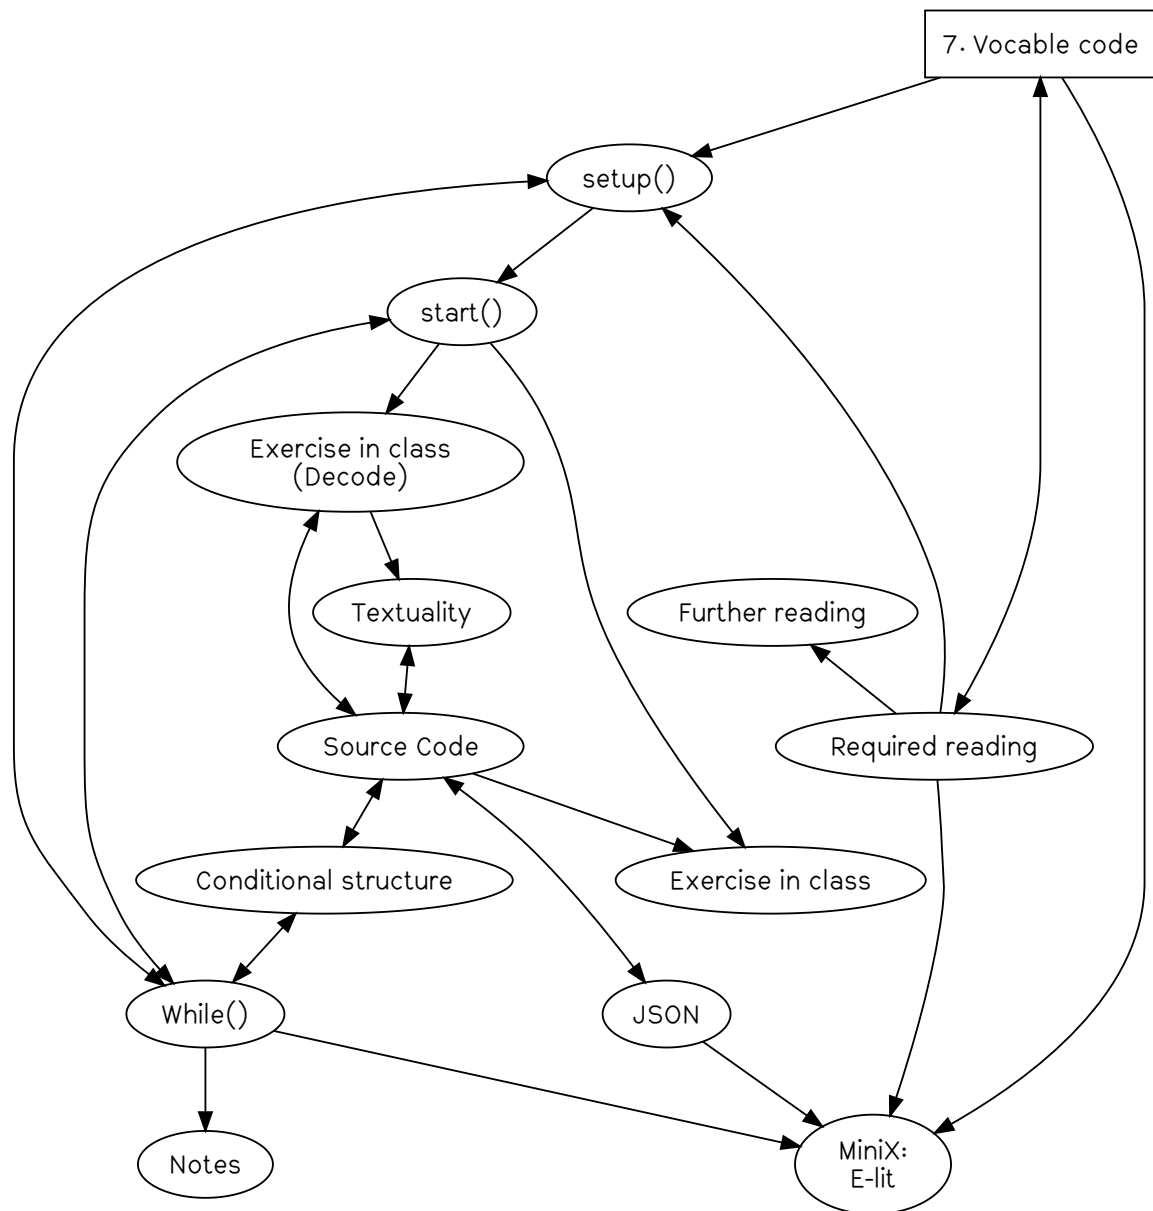 7. Vocable code
setup()
start()
Exercise in class
(Decode)
Textuality
Further reading
Source Code
Required reading
Conditional structure
Exercise in class
While()
JSON
Notes
MiniX:
E-lit